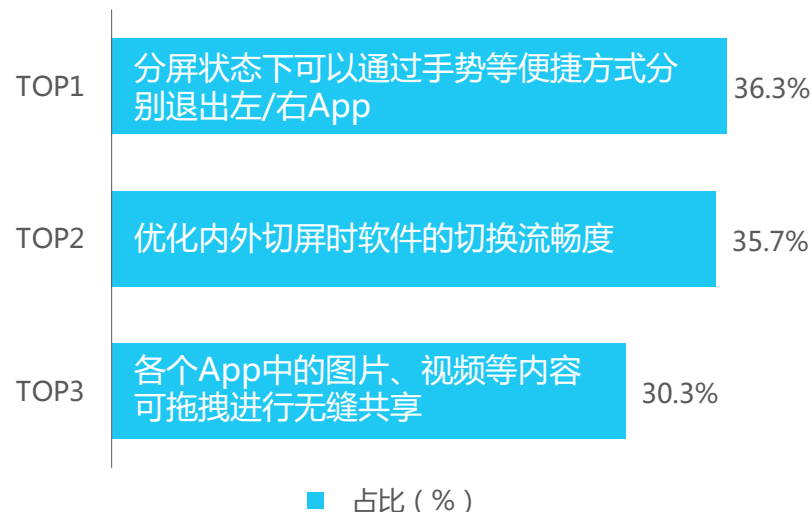 TOP1
分屏状态下可以通过手势等便捷方式分
别退出左/右App
36.3%
TOP2
优化内外切屏时软件的切换流畅度
35.7%
TOP3
各个App中的图片、视频等内容
可拖拽进行无缝共享
30.3%
占比（%）